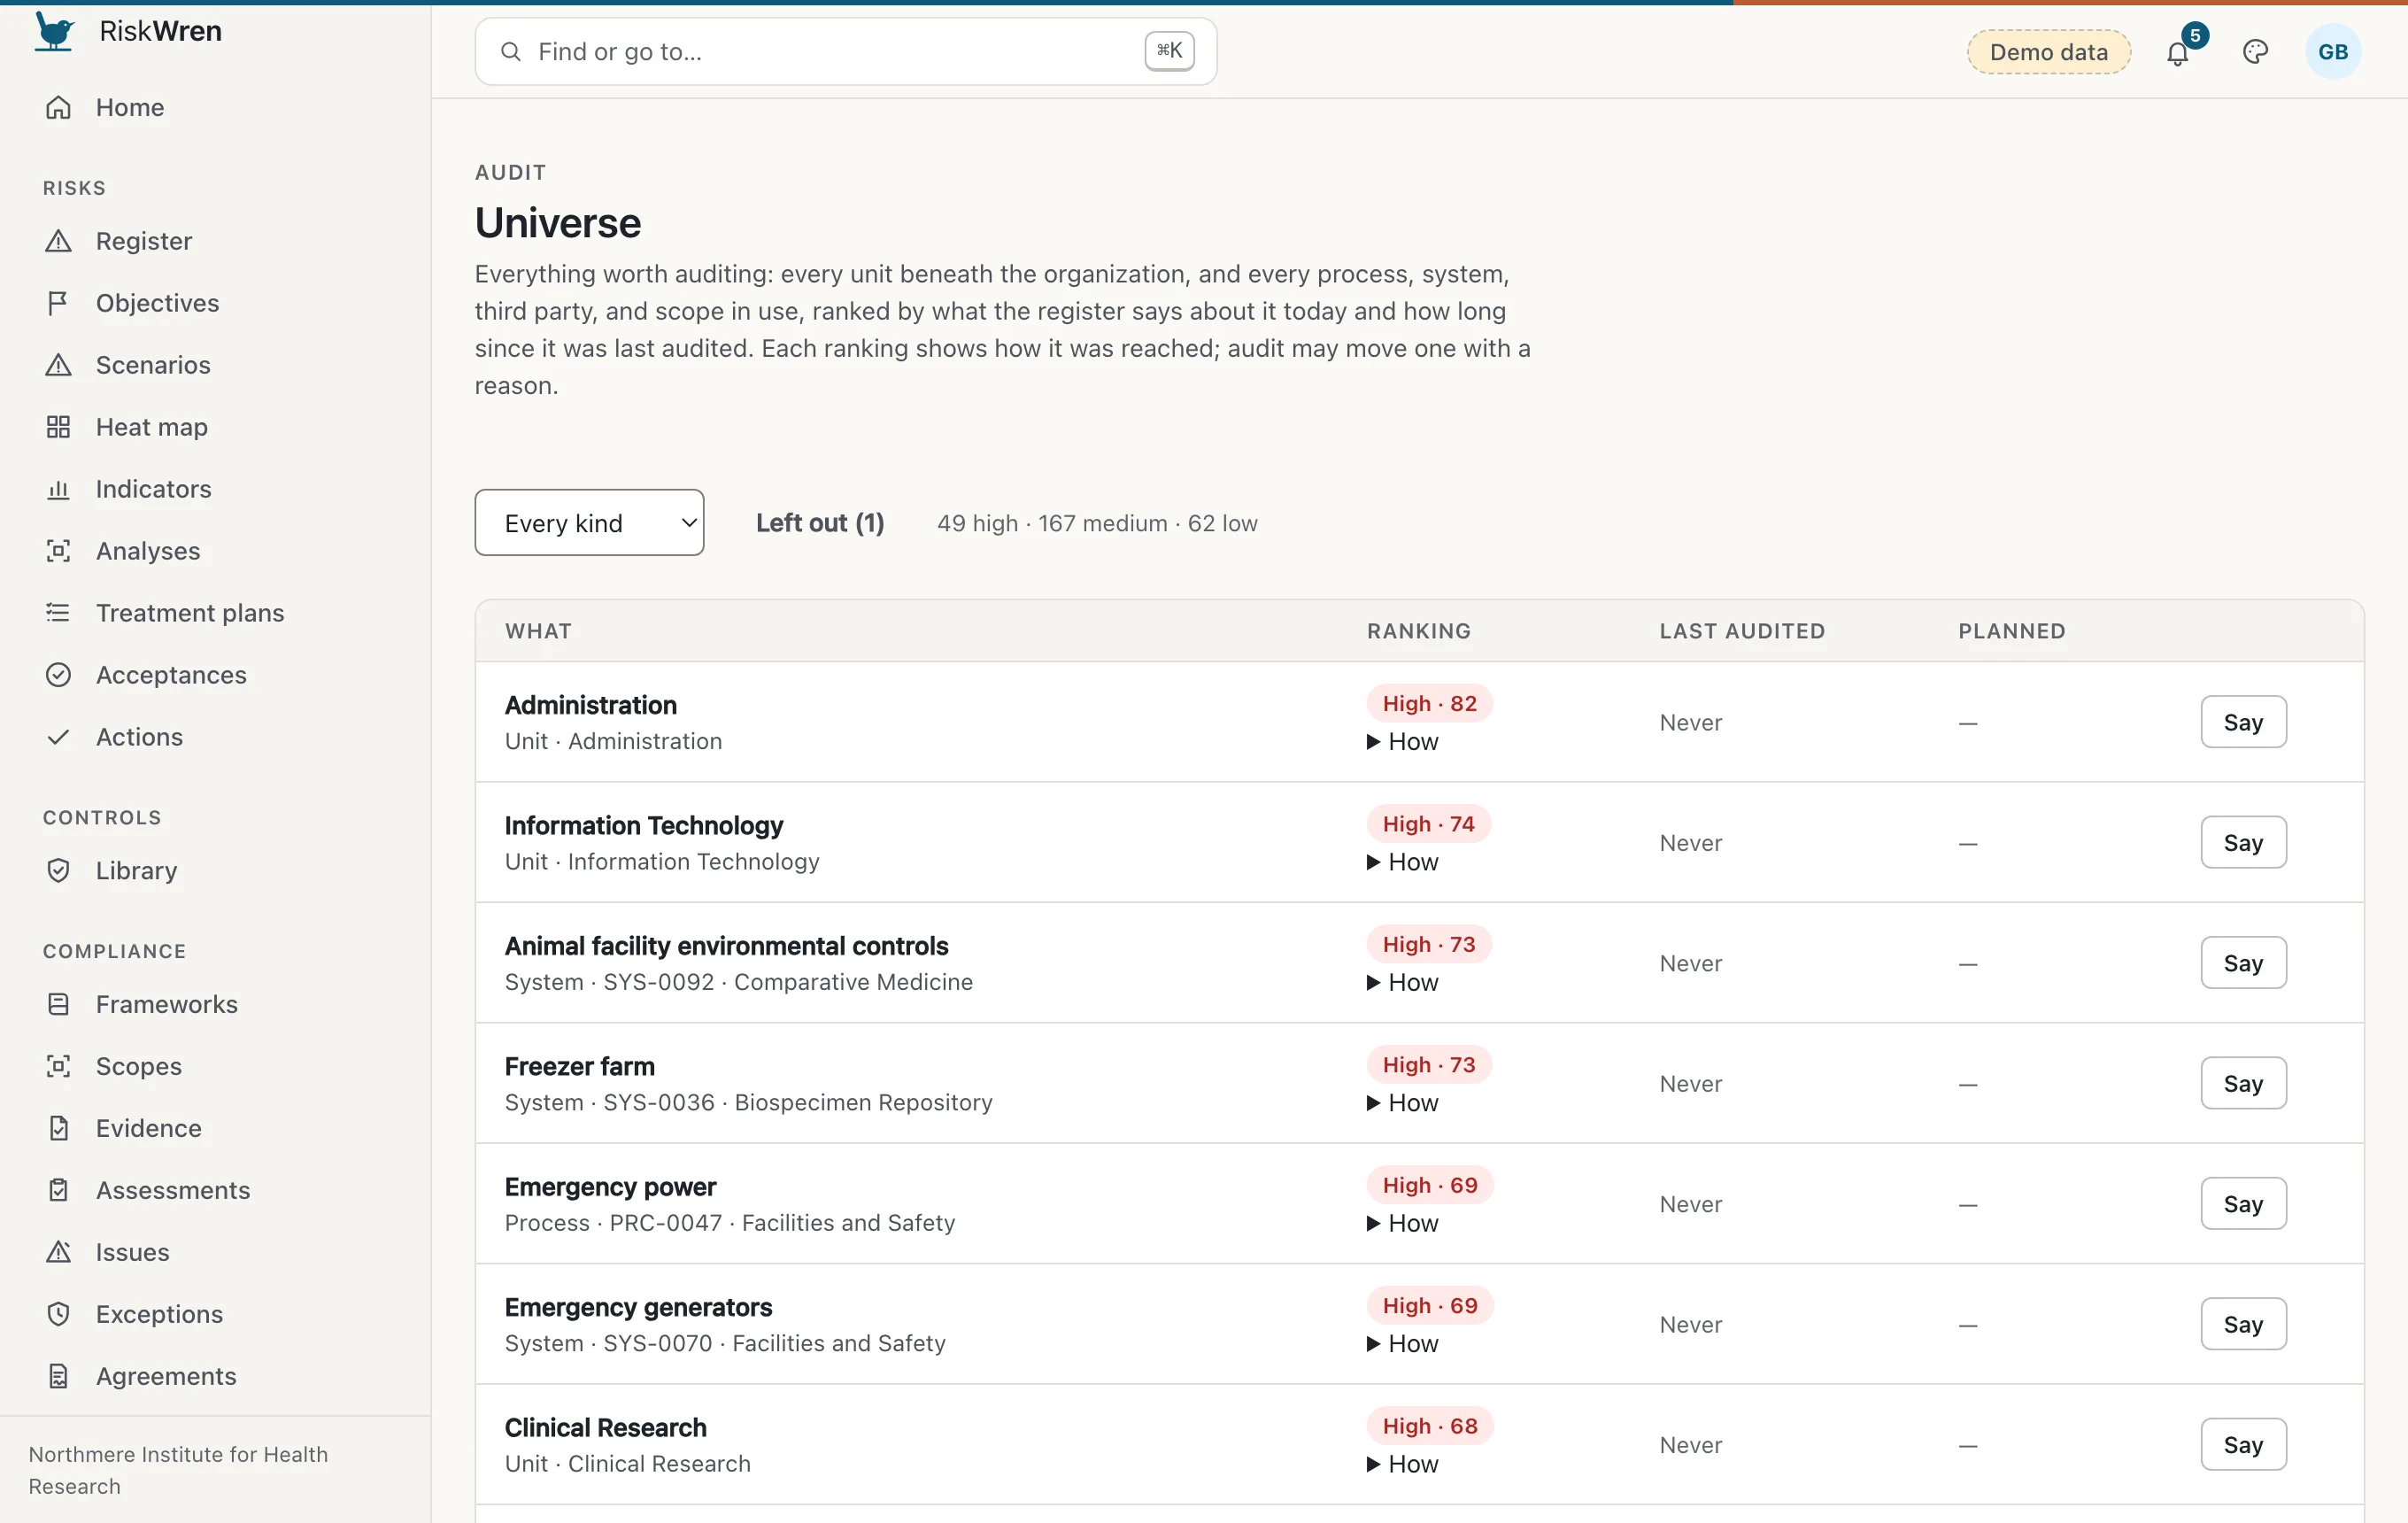 RiskWren
Find or go to...
⌘K
Demo data
5
GB
Home
RISKS
Register
Objectives
Scenarios
Heat map
Indicators
Analyses
Treatment plans
Acceptances
Actions
CONTROLS
Library
COMPLIANCE
Frameworks
Scopes
Evidence
Assessments
Issues
Exceptions
Agreements
Northmere Institute for Health
Research
AUDIT
Universe
Everything worth auditing: every unit beneath the organization, and every process, system,
third party, and scope in use, ranked by what the register says about it today and how long
since it was last audited. Each ranking shows how it was reached; audit may move one with a
reason.
Every kind
Left out (1)
49 high · 167 medium · 62 low
WHAT RANKING LAST AUDITED PLANNED
Administration
Unit · Administration
High · 82
How
Never
—
Say
Information Technology
Unit · Information Technology
High · 74
How
Never
—
Say
Animal facility environmental controls
System · SYS-0092 · Comparative Medicine
High · 73
How
Never
—
Say
Freezer farm
System · SYS-0036 · Biospecimen Repository
High · 73
How
Never
—
Say
Emergency power
Process · PRC-0047 · Facilities and Safety
High · 69
How
Never
—
Say
Emergency generators
System · SYS-0070 · Facilities and Safety
High · 69
How
Never
—
Say
Clinical Research
Unit · Clinical Research
High · 68
How
Never
—
Say